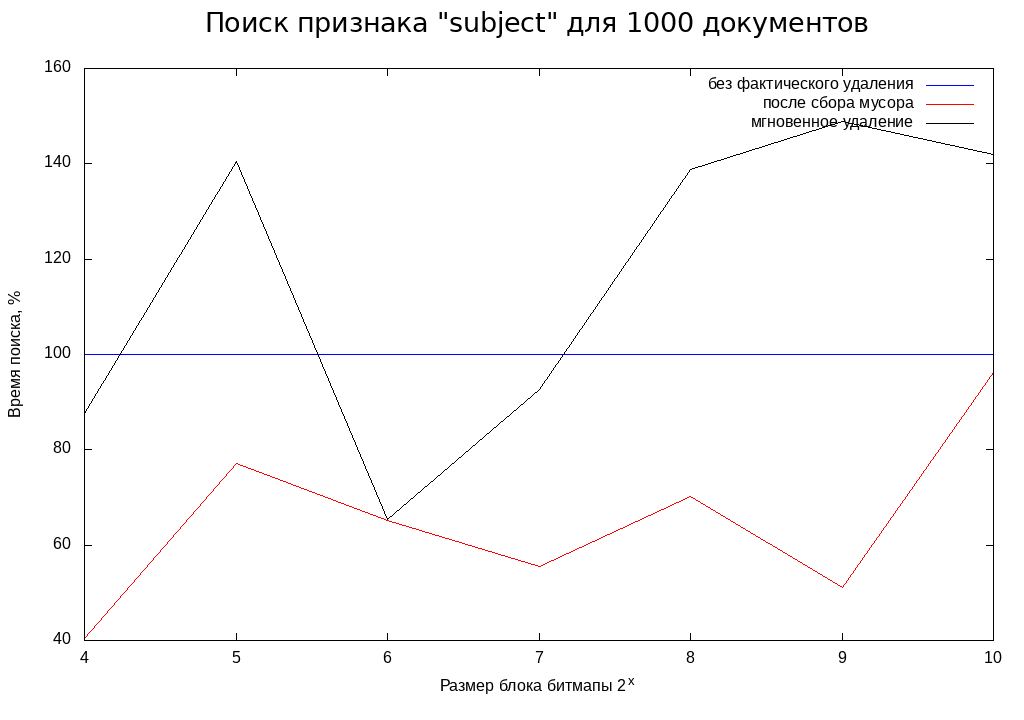 Поиск признака "subject" для 1000 документов
160
140
120
100
80
60
40
Время поиска, %
без фактического удаления
после сбора мусора
мгновенное удаление
4 5 6 7 8 9 10
Размер блока битмапы 2^x